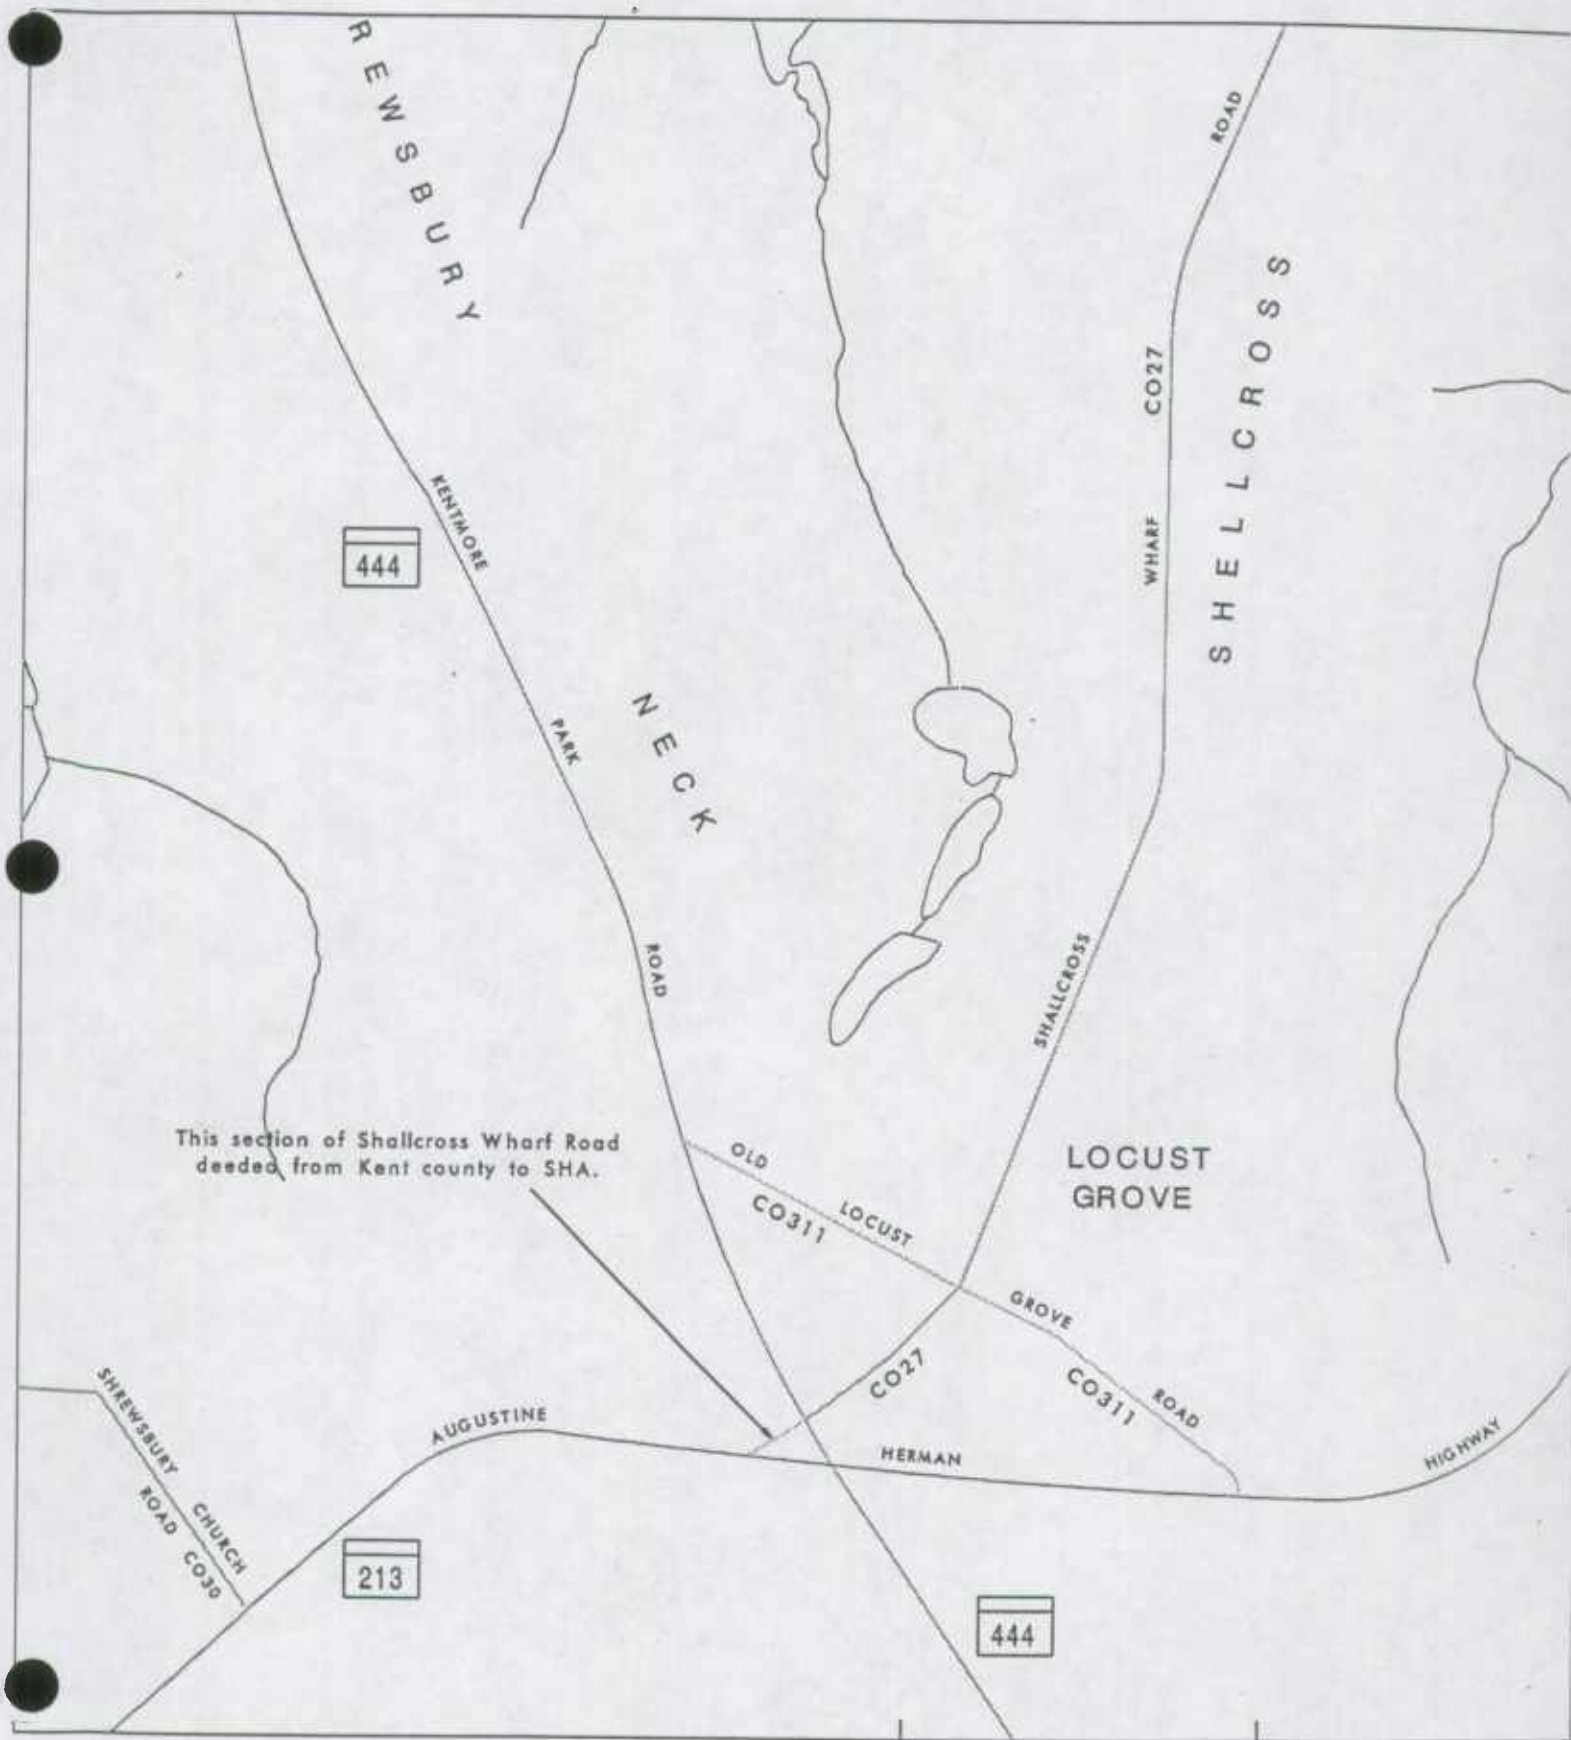 REWSBURY
NECK
ROAD
WHARF CO27
SHELLCROSS
SHALLCROSS
KENTMORE
PARK
ROAD
444
This section of Shallcross Wharf Road
deeded from Kent county to SHA.
OLD
LOCUST
GROVE
ROAD
CO311
CO311
LOCUST
GROVE
CO27
AUGUSTINE
HERMAN
HIGHWAY
SHREWSBURY CHURCH
ROAD CO30
213
444